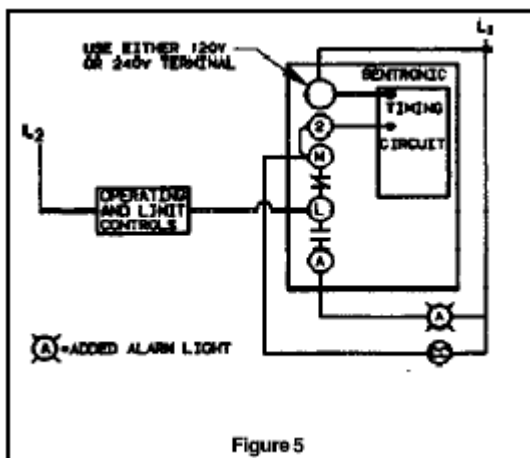 L₁
USE EITHER 120V
OR 240V TERMINAL
SENTRONIC
TIMING
CIRCUIT
2
M
L₂
OPERATING
AND LIMIT
CONTROLS
L
A
A
A =ADDED ALARM LIGHT
Figure 5